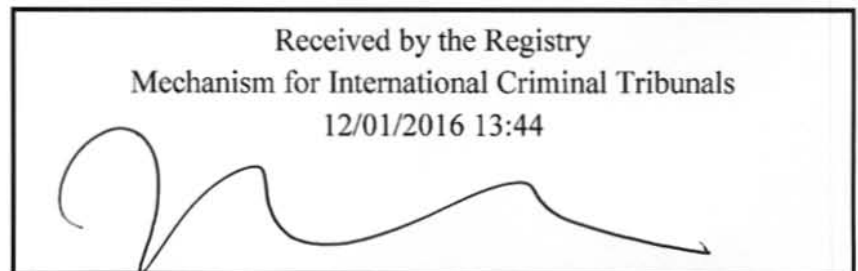 Received by the Registry
Mechanism for International Criminal Tribunals
12/01/2016 13:44